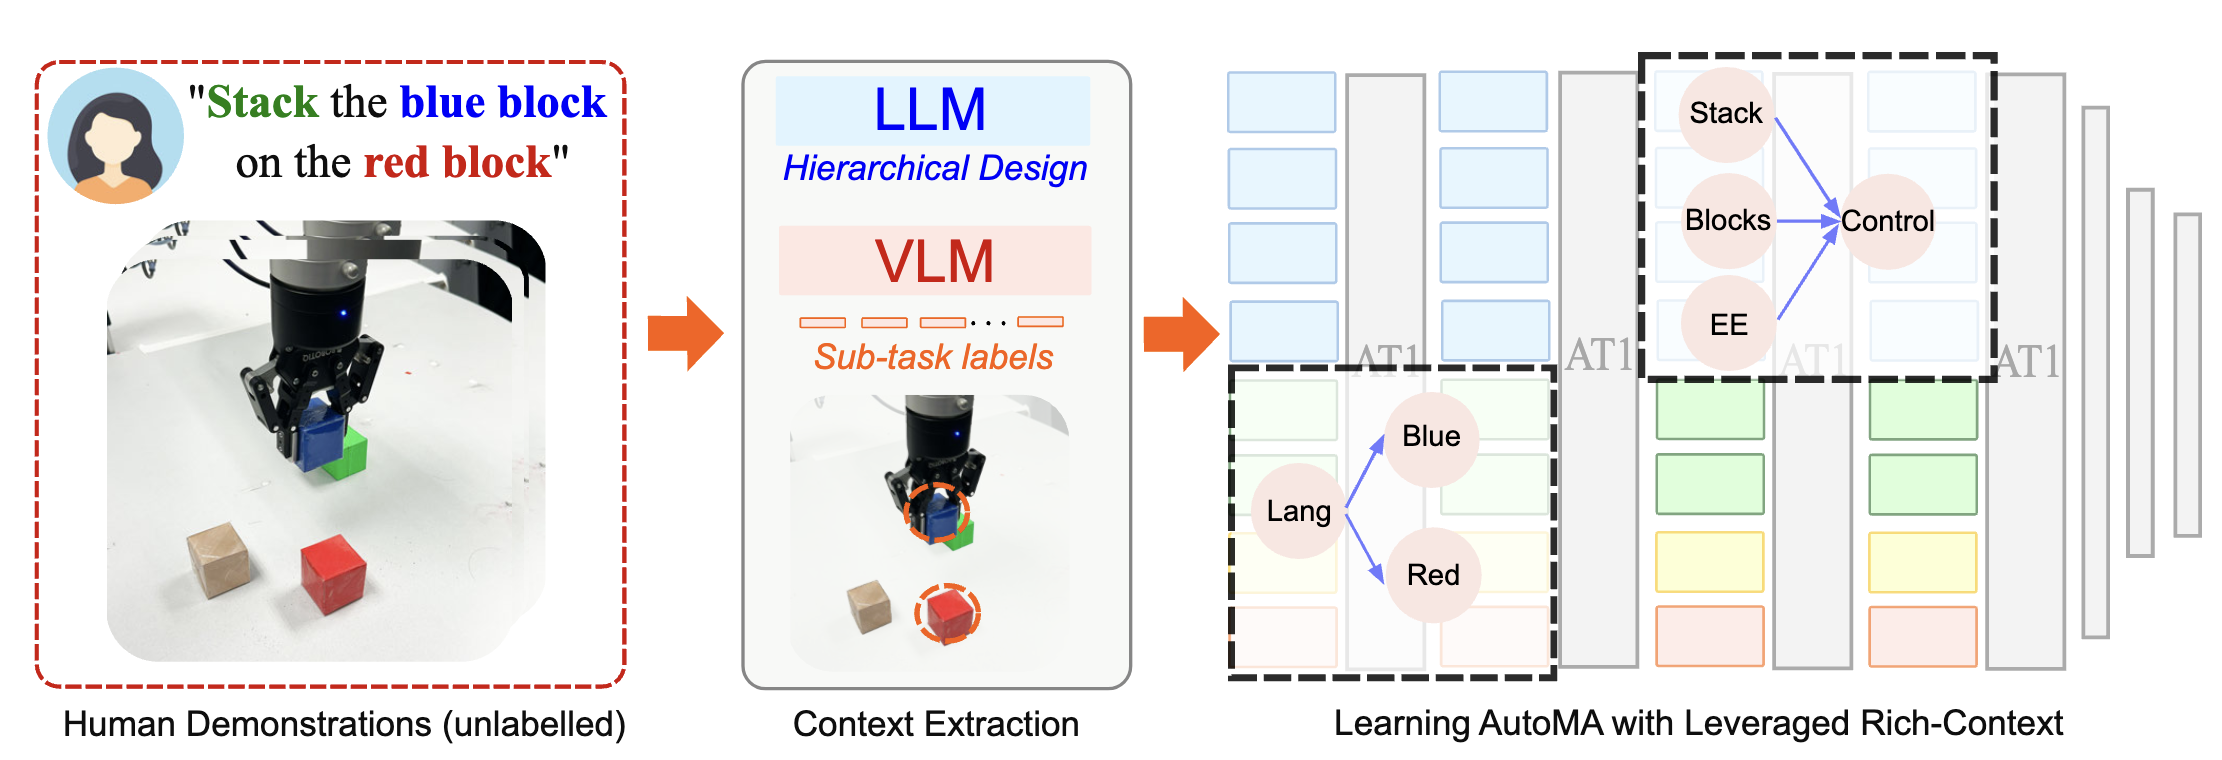 "Stack the blue block
on the red block"
LLM
Hierarchical Design
VLM
...
Sub-task labels
AT1
AT1
AT1
AT1
Stack
Blocks
EE
Control
Lang
Blue
Red
Human Demonstrations (unlabelled)
Context Extraction
Learning AutoMA with Leveraged Rich-Context